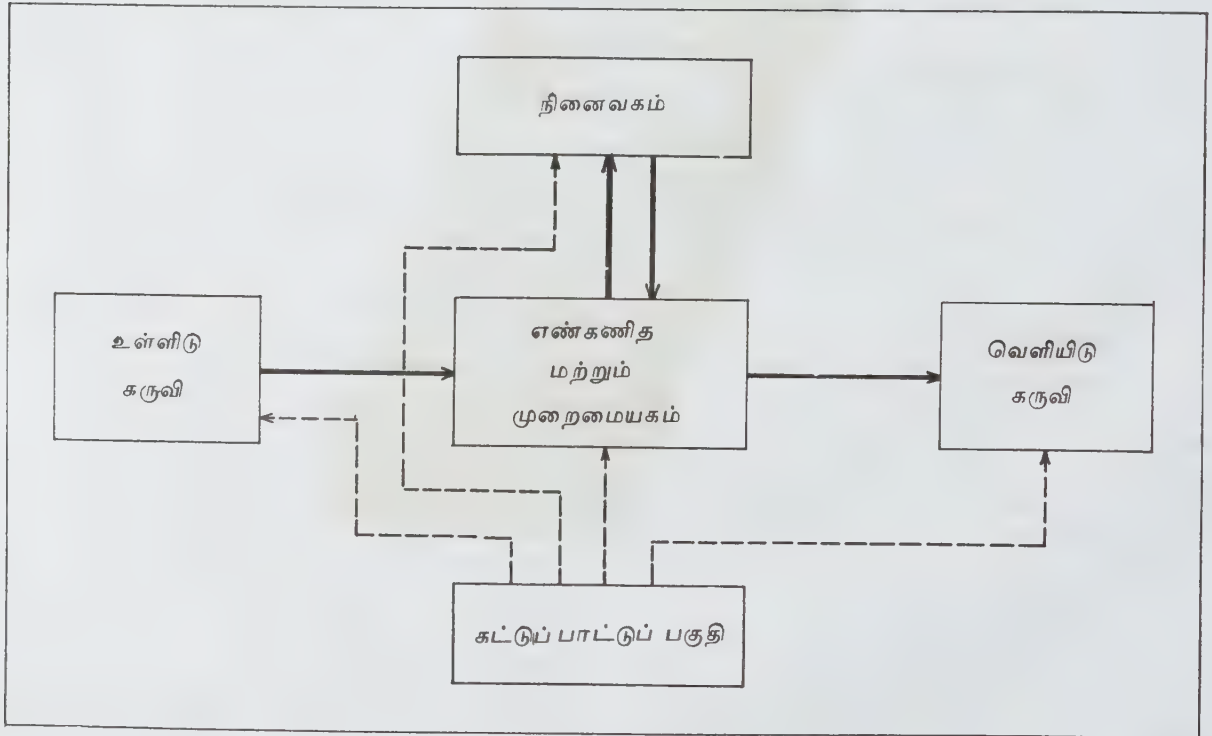 நினைவகம்
உள்ளிடு
கருவி
எண்கணித
மற்றும்
முறைமையகம்
வெளியிடு
கருவி
கட்டுப்பாட்டுப் பகுதி